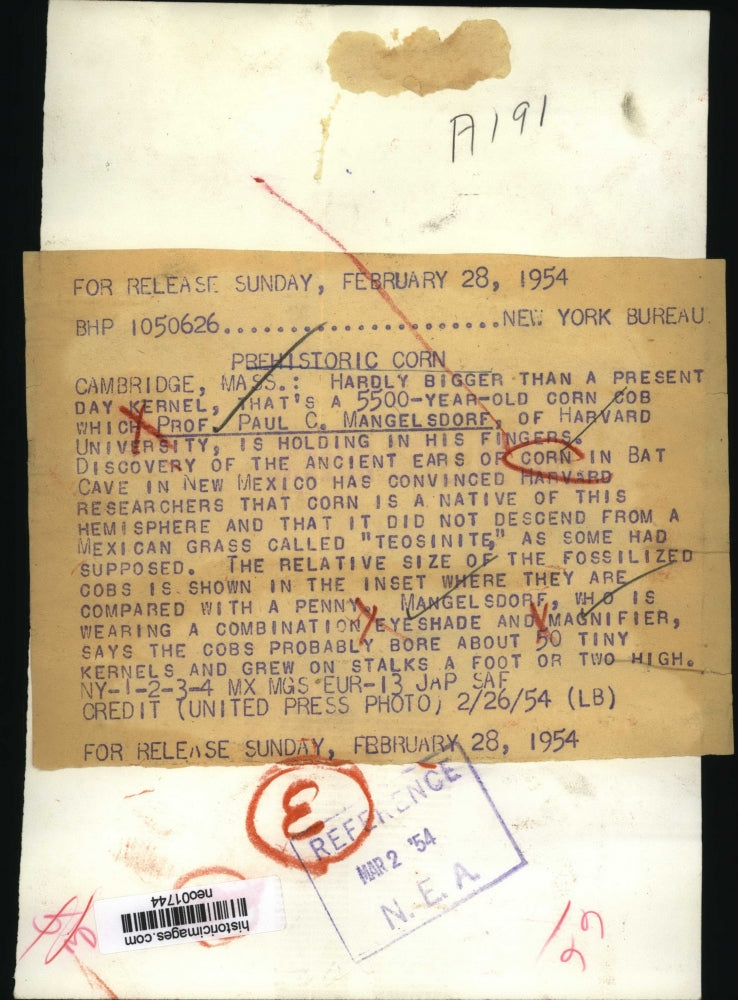 A191
FOR RELEASE SUNDAY, FEBRUARY 28, 1954
BHP 1050626......................NEW YORK BUREAU
PREHISTORIC CORN
CAMBRIDGE, MASS.: HARDLY BIGGER THAN A PRESENT
DAY KERNEL, THAT'S A 5500-YEAR-OLD CORN COB
WHICH PROF. PAUL C. MANGELSDORF, OF HARVARD
UNIVERSITY, IS HOLDING IN HIS FINGERS.
DISCOVERY OF THE ANCIENT EARS OF CORN IN BAT
CAVE IN NEW MEXICO HAS CONVINCED HARVARD
RESEARCHERS THAT CORN IS A NATIVE OF THIS
HEMISPHERE AND THAT IT DID NOT DESCEND FROM A
MEXICAN GRASS CALLED "TEOSINITE," AS SOME HAD
SUPPOSED. THE RELATIVE SIZE OF THE FOSSILIZED
COBS IS SHOWN IN THE INSET WHERE THEY ARE
COMPARED WITH A PENNY. MANGELSDORF, WHO IS
WEARING A COMBINATION EYESHADE AND MAGNIFIER,
SAYS THE COBS PROBABLY BORE ABOUT 50 TINY
KERNELS AND GREW ON STALKS A FOOT OR TWO HIGH.
NY-1-2-3-4 MX MGS EUR-13 JAP SAF
CREDIT (UNITED PRESS PHOTO) 2/26/54 (LB)
FOR RELEASE SUNDAY, FBBRUARY 28, 1954
3
REFERENCE
MAR 2 '54
N.E.A.
neo01744
historicimages.com